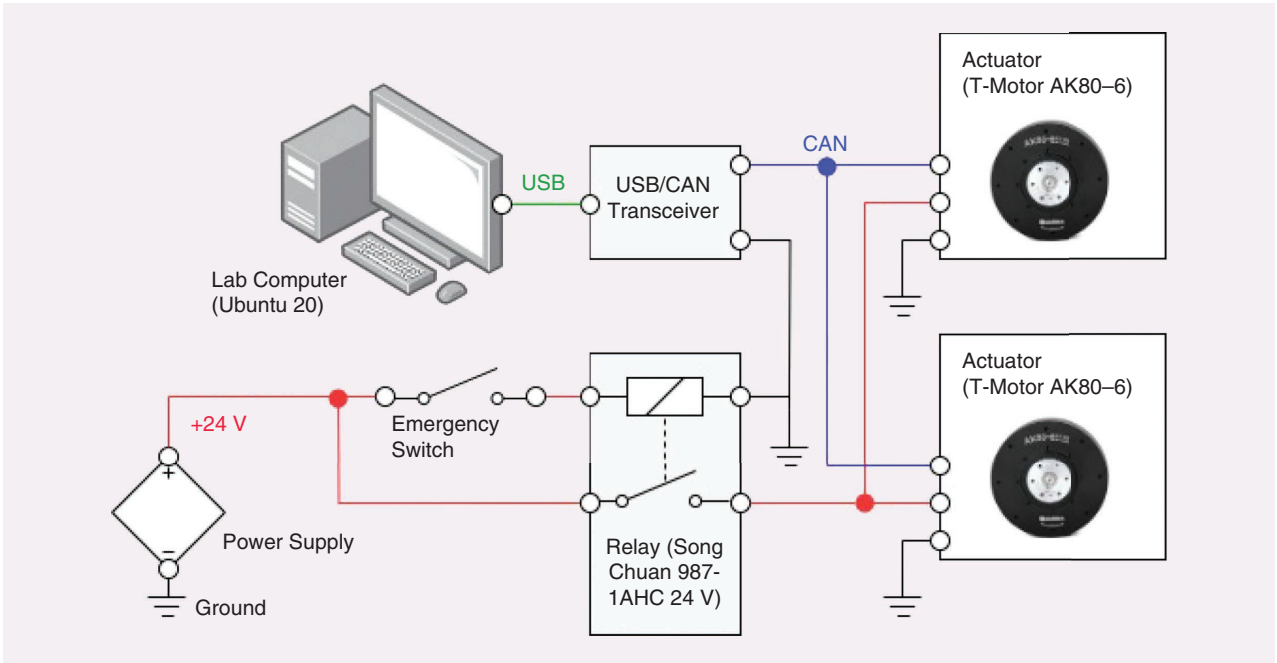 Actuator
(T-Motor AK80–6)
CAN
USB
USB/CAN
Transceiver
Lab Computer
(Ubuntu 20)
Actuator
(T-Motor AK80–6)
+24 V
Emergency
Switch
+
−
Power Supply
Relay (Song
Chuan 987-
1AHC 24 V)
Ground